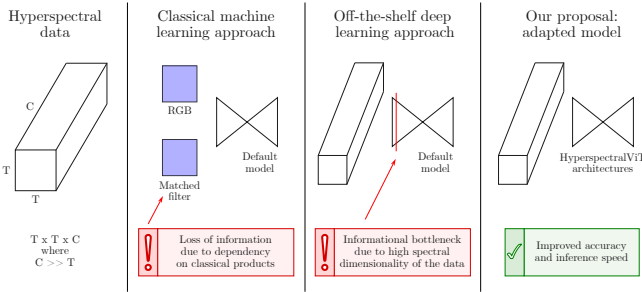 Hyperspectral
data
C
T
T
T x T x C
where
C >> T
Classical machine
learning approach
RGB
Matched
filter
Default
model
Loss of information
due to dependency
on classical products
Off-the-shelf deep
learning approach
Default
model
Informational bottleneck
due to high spectral
dimensionality of the data
Our proposal:
adapted model
HyperspectralViT
architectures
Improved accuracy
and inference speed